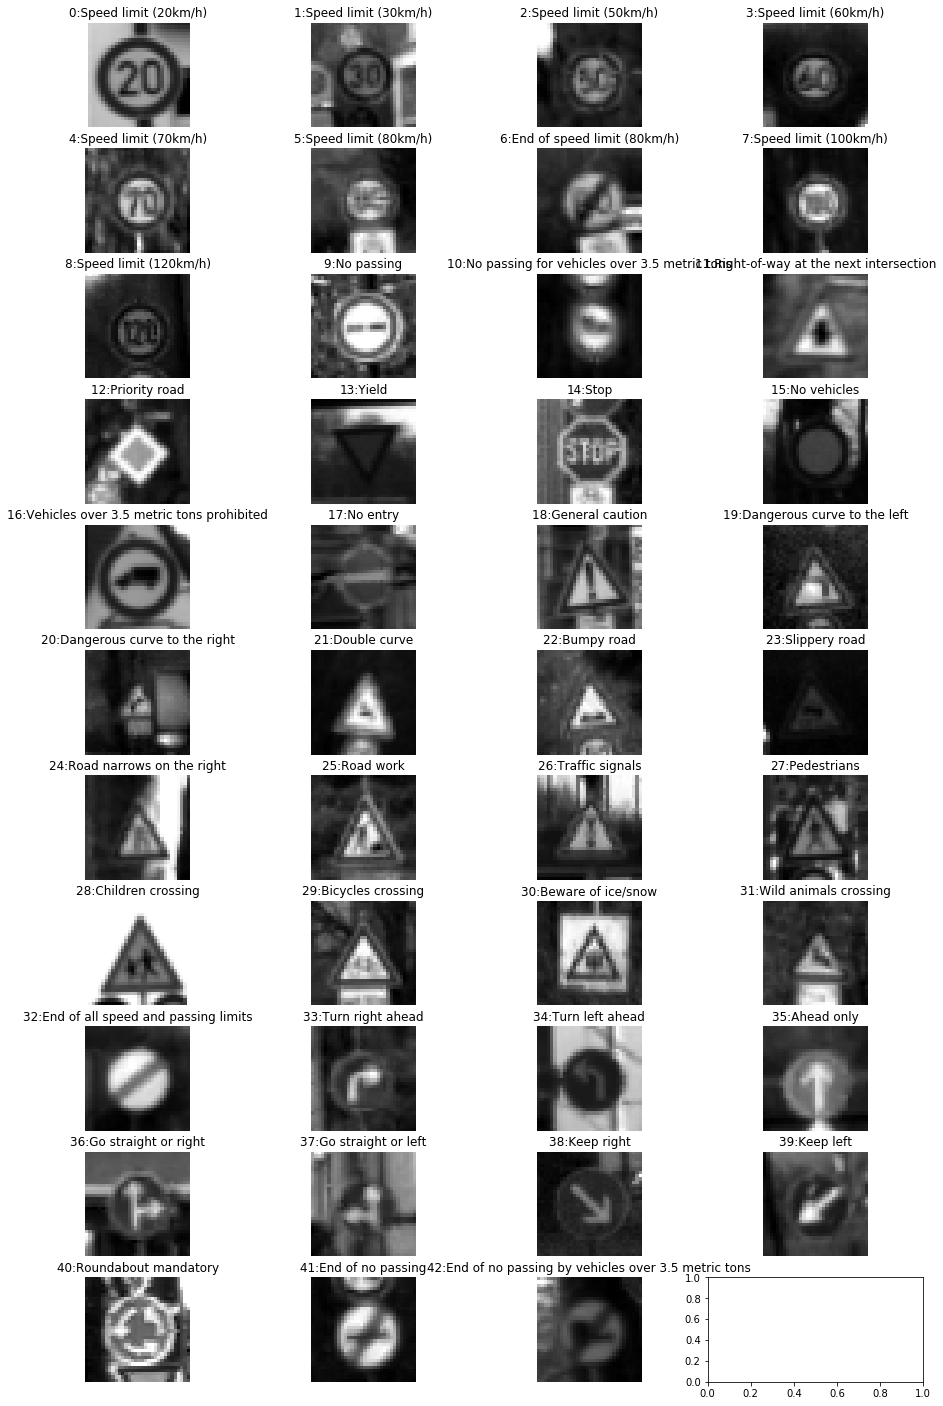 0:Speed limit (20km/h) 1:Speed limit (30km/h) 2:Speed limit (50km/h) 3:Speed limit (60km/h)
20 30 50 60
4:Speed limit (70km/h) 5:Speed limit (80km/h) 6:End of speed limit (80km/h) 7:Speed limit (100km/h)
70
8:Speed limit (120km/h) 9:No passing 10:No passing for vehicles over 3.5 metric tons 11:Right-of-way at the next intersection
120
12:Priority road 13:Yield 14:Stop 15:No vehicles
STOP
16:Vehicles over 3.5 metric tons prohibited 17:No entry 18:General caution 19:Dangerous curve to the left
20:Dangerous curve to the right 21:Double curve 22:Bumpy road 23:Slippery road
24:Road narrows on the right 25:Road work 26:Traffic signals 27:Pedestrians
28:Children crossing 29:Bicycles crossing 30:Beware of ice/snow 31:Wild animals crossing
32:End of all speed and passing limits 33:Turn right ahead 34:Turn left ahead 35:Ahead only
36:Go straight or right 37:Go straight or left 38:Keep right 39:Keep left
40:Roundabout mandatory 41:End of no passing 42:End of no passing by vehicles over 3.5 metric tons
1.0
0.8
0.6
0.4
0.2
0.0
0.0 0.2 0.4 0.6 0.8 1.0